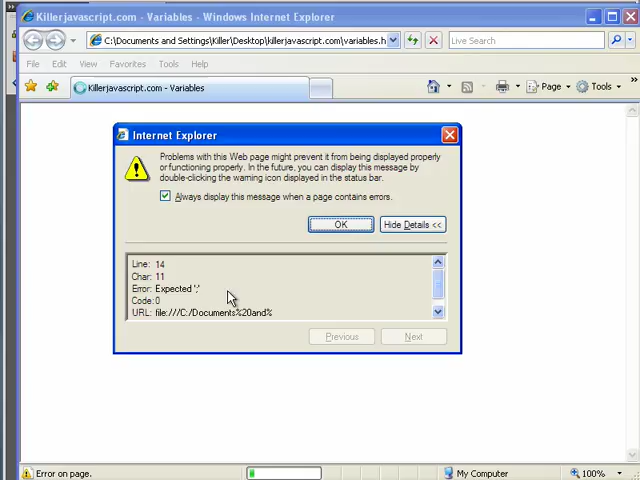 Killerjavascript.com - Variables - Windows Internet Explorer
C:\Documents and Settings\Killer\Desktop\killerjavascript.com\variables.h
Live Search
File Edit View Favorites Tools Help
Killerjavascript.com - Variables
Page Tools
Internet Explorer
Problems with this Web page might prevent it from being displayed properly
or functioning properly. In the future, you can display this message by
double-clicking the warning icon displayed in the status bar.
Always display this message when a page contains errors.
OK
Hide Details <<
Line: 14
Char: 11
Error: Expected ';'
Code: 0
URL: file:///C:/Documents%20and%
Previous Next
Error on page.
My Computer
100%